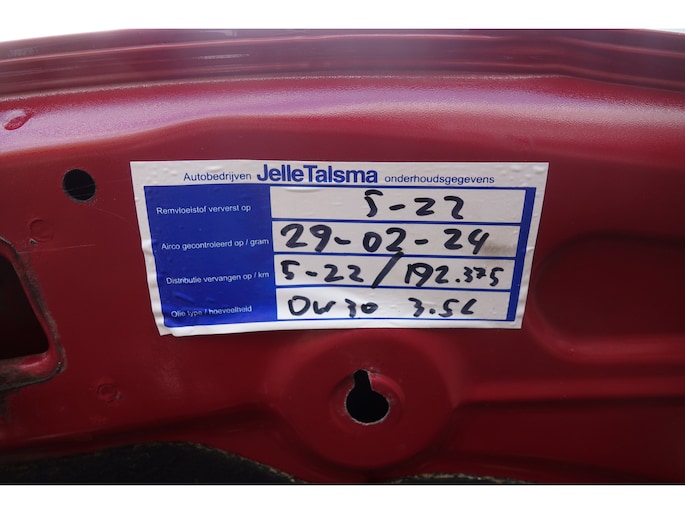 Autobedrijven JelleTalsma onderhoudsgegevens
Remvloeistof ververst op 5-22
Airco gecontroleerd op / gram 29-02-24
Distributie vervangen op / km 5-22/192.375
Olie type / hoeveelheid 0W30 3.5L